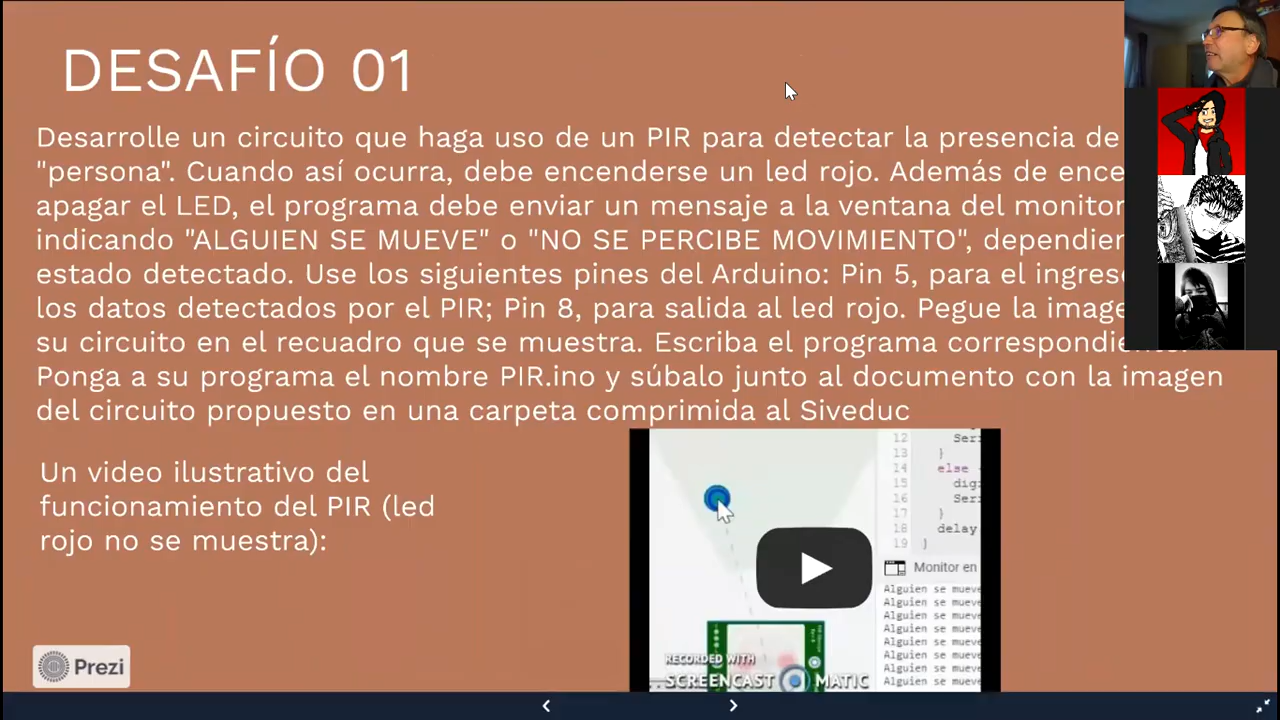 DESAFÍO 01
Desarrolle un circuito que haga uso de un PIR para detectar la presencia de
"persona". Cuando así ocurra, debe encenderse un led rojo. Además de ence
apagar el LED, el programa debe enviar un mensaje a la ventana del monitor
indicando "ALGUIEN SE MUEVE" o "NO SE PERCIBE MOVIMIENTO", dependien
estado detectado. Use los siguientes pines del Arduino: Pin 5, para el ingres
los datos detectados por el PIR; Pin 8, para salida al led rojo. Pegue la image
su circuito en el recuadro que se muestra. Escriba el programa correspondie
Ponga a su programa el nombre PIR.ino y súbalo junto al documento con la imagen
del circuito propuesto en una carpeta comprimida al Siveduc
Un video ilustrativo del
funcionamiento del PIR (led
rojo no se muestra):
12 Seri
13 }
14 else {
15 digi
16 Seri
17 }
18 delay
19 }
Monitor en
Alguien se mueve
Alguien se mueve
Alguien se mueve
Alguien se mueve
Alguien se mueve
Alguien se mueve
Alguien se mueve
Alguien se mueve
RECORDED WITH
SCREENCAST MATIC
Prezi